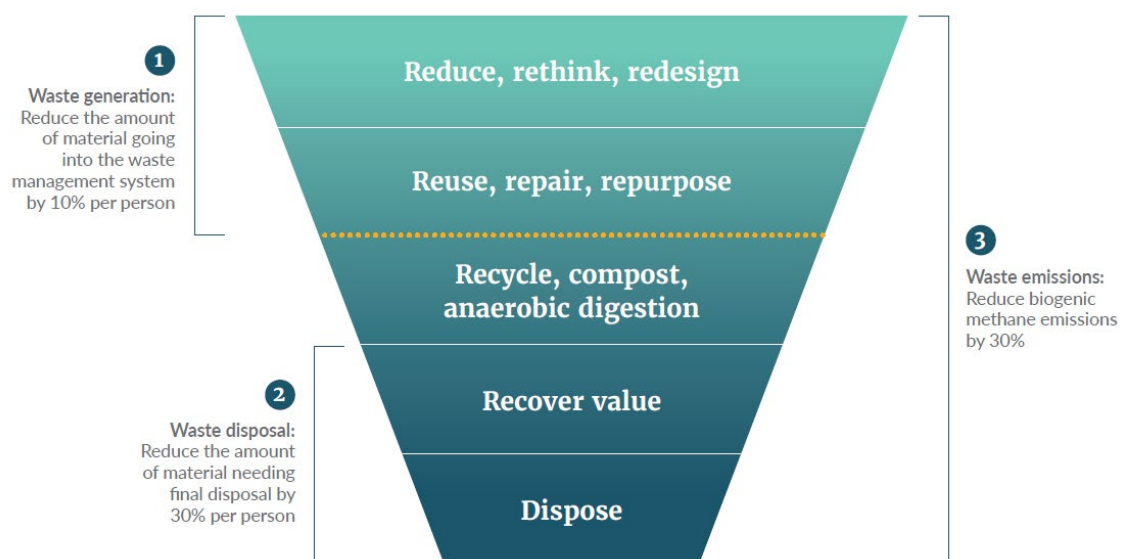 Reduce, rethink, redesign
1
Waste generation:
Reduce the amount
of material going
into the waste
management system
by 10% per person
Reuse, repair, repurpose
3
Waste emissions:
Reduce biogenic
methane emissions
by 30%
Recycle, compost,
anaerobic digestion
2
Waste disposal:
Reduce the amount
of material needing
final disposal by
30% per person
Recover value
Dispose